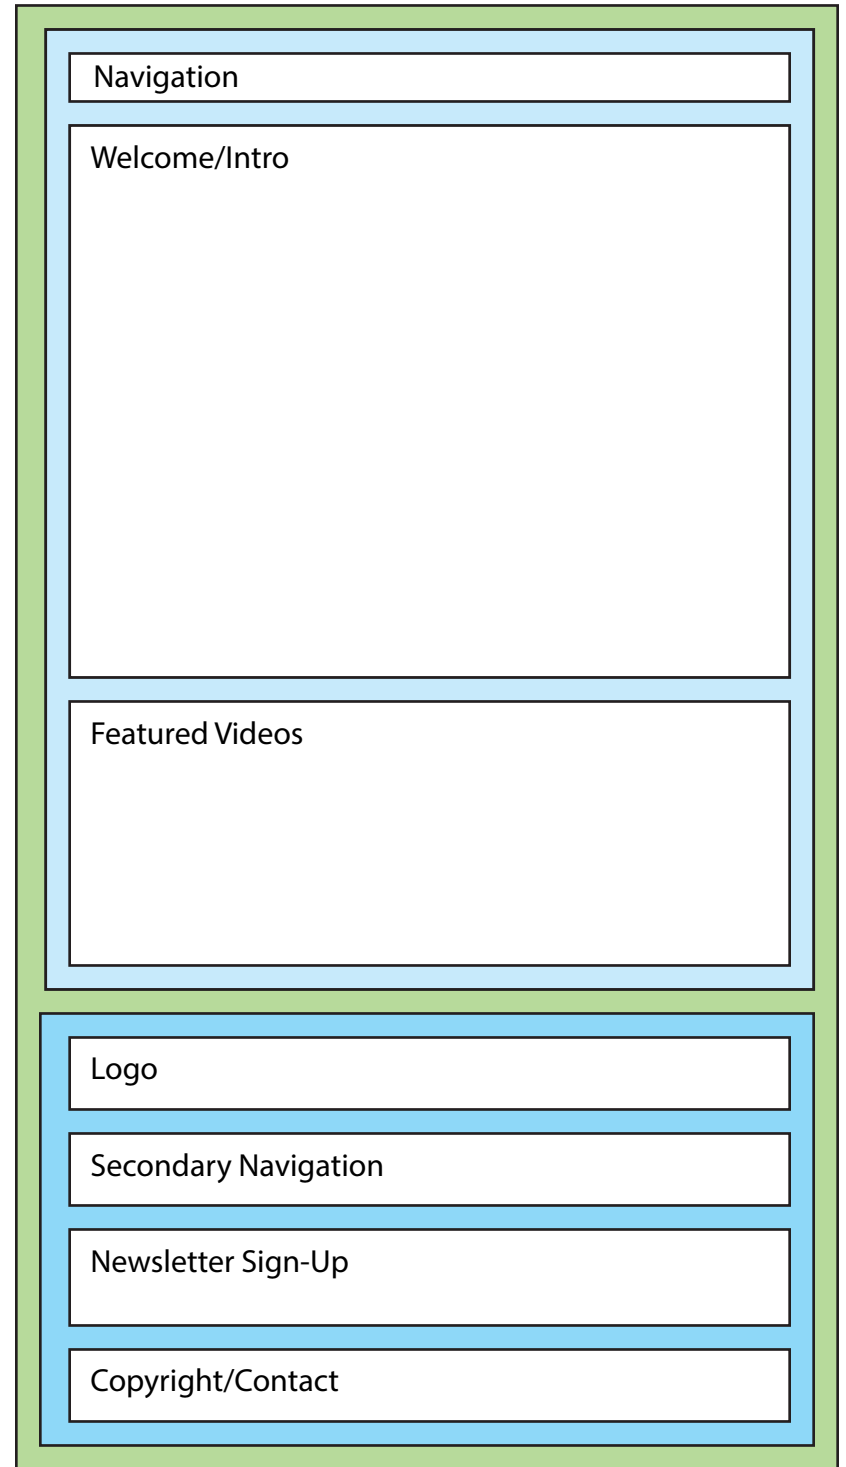 Navigation
Welcome/Intro
Featured Videos
Logo
Secondary Navigation
Newsletter Sign-Up
Copyright/Contact